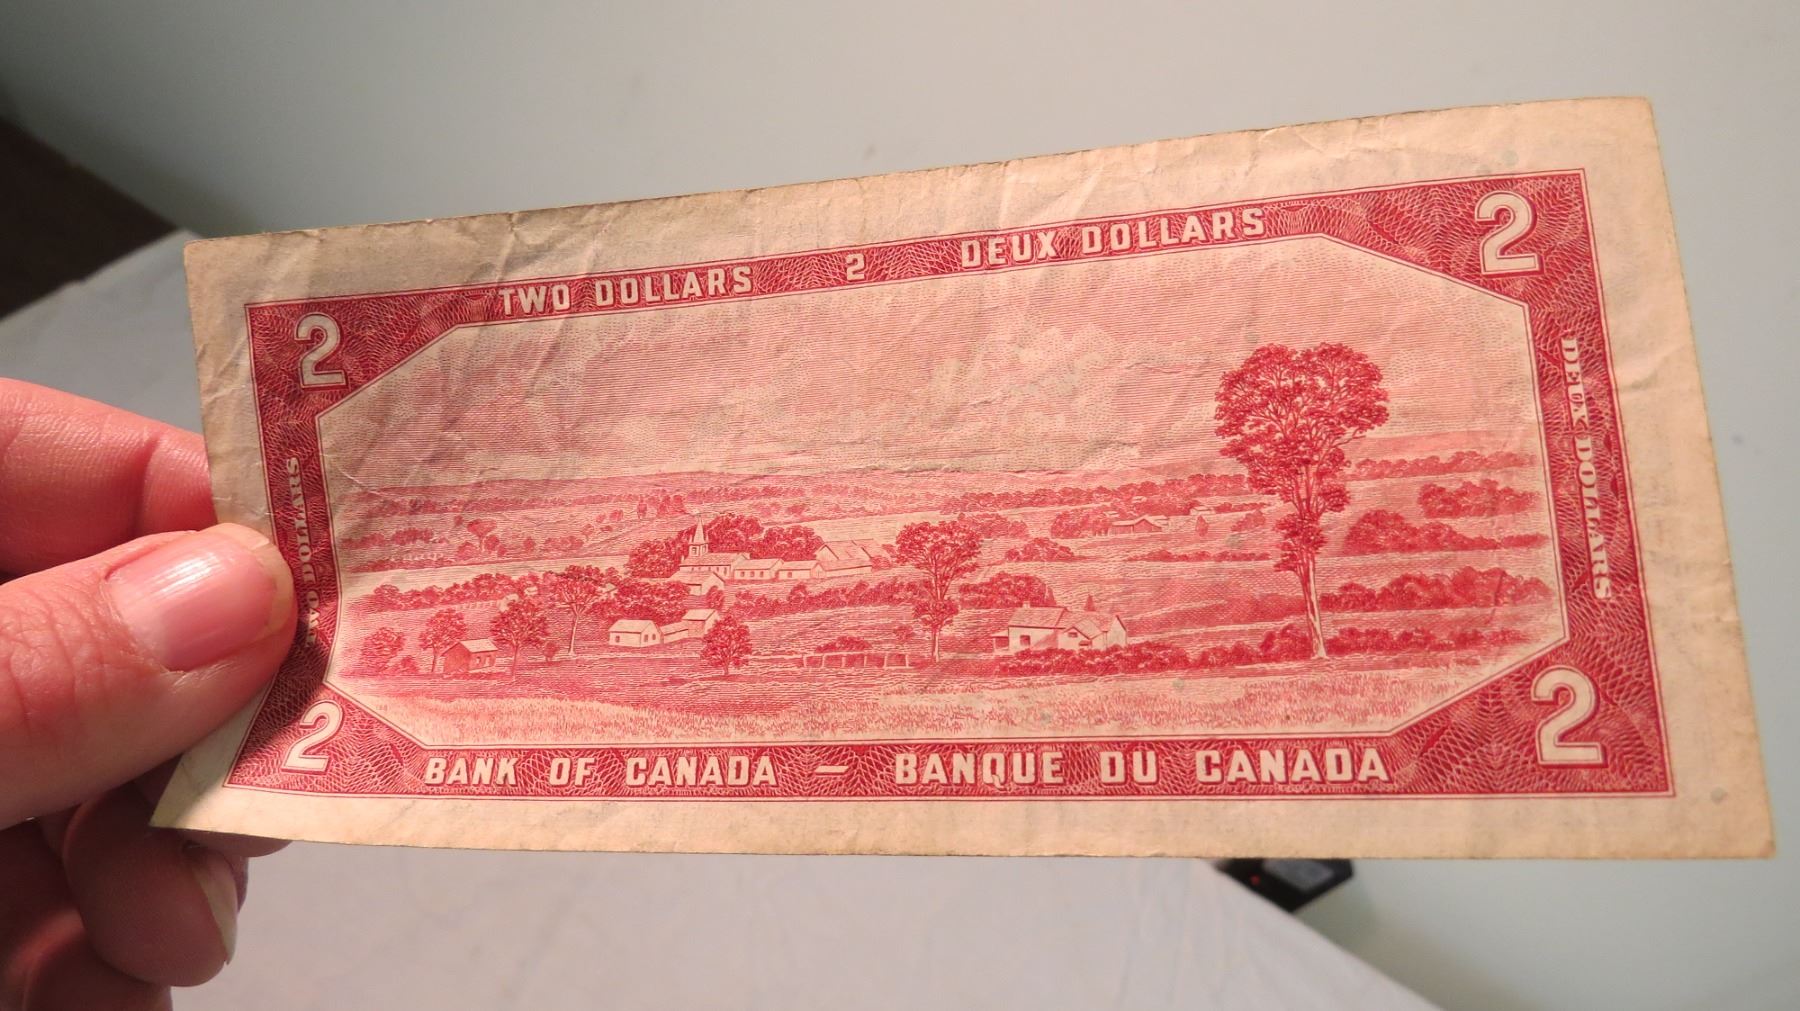 TWO DOLLARS 2 DEUX DOLLARS
2 2
TWO DOLLARS
DEUX DOLLARS
2 2
BANK OF CANADA – BANQUE DU CANADA